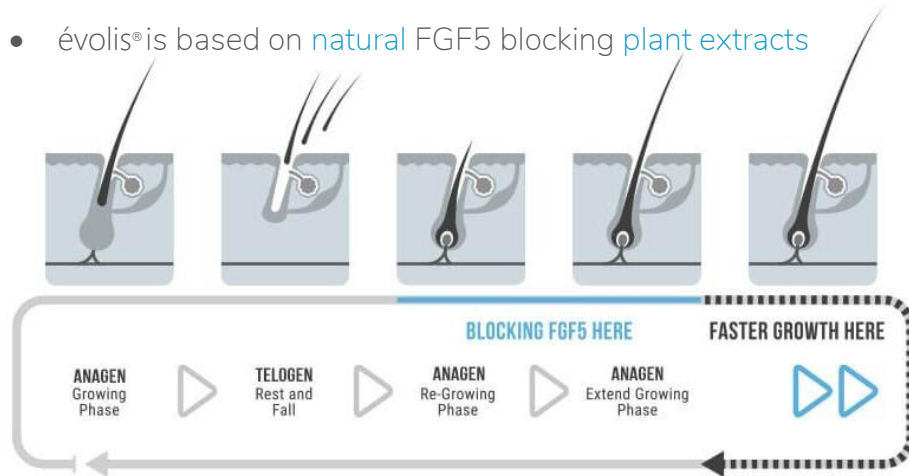 • évolis® is based on natural FGF5 blocking plant extracts
BLOCKING FGF5 HERE
FASTER GROWTH HERE
ANAGEN
Growing
Phase
TELOGEN
Rest and
Fall
ANAGEN
Re-Growing
Phase
ANAGEN
Extend Growing
Phase